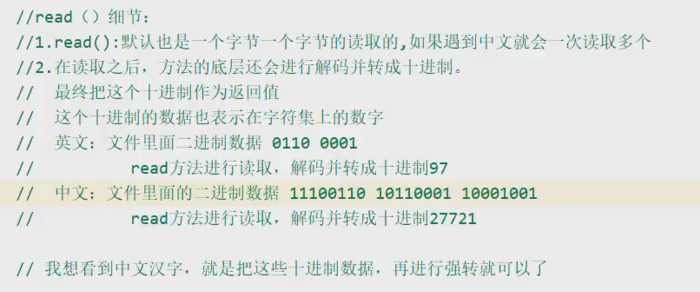 //read（）细节：
//1.read():默认也是一个字节一个字节的读取的,如果遇到中文就会一次读取多个
//2.在读取之后，方法的底层还会进行解码并转成十进制。
//  最终把这个十进制作为返回值
//  这个十进制的数据也表示在字符集上的数字
//  英文：文件里面二进制数据 0110 0001
//          read方法进行读取，解码并转成十进制97
//  中文：文件里面的二进制数据 11100110 10110001 10001001
//          read方法进行读取，解码并转成十进制27721
// 我想看到中文汉字，就是把这些十进制数据，再进行强转就可以了